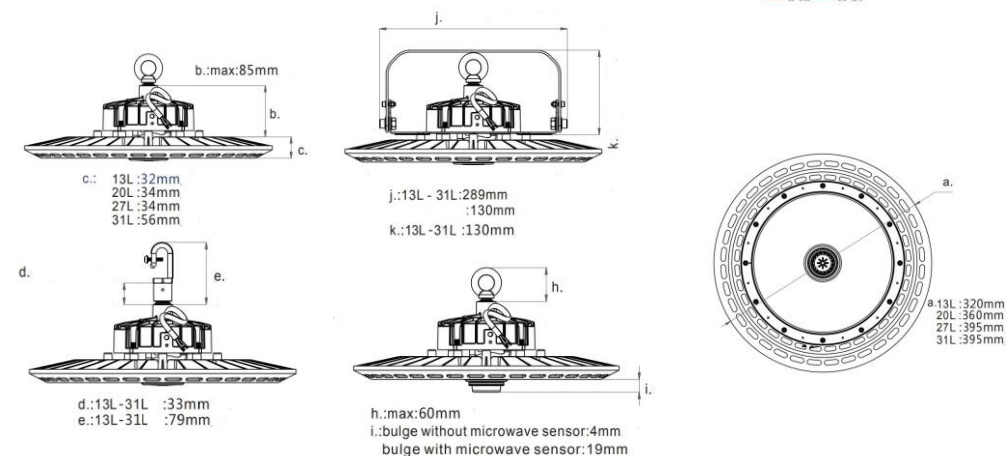 b.:max:85mm
b.
c.
c.: 13L :32mm
20L :34mm
27L :34mm
31L :56mm
j.
k.
j.:13L - 31L:289mm
:130mm
k.:13L-31L :130mm
a.
a.13L :320mm
20L :360mm
27L :395mm
31L :395mm
d.
e.
d.:13L-31L :33mm
e.:13L-31L :79mm
h.
i.
h.:max:60mm
i.:bulge without microwave sensor:4mm
bulge with microwave sensor:19mm